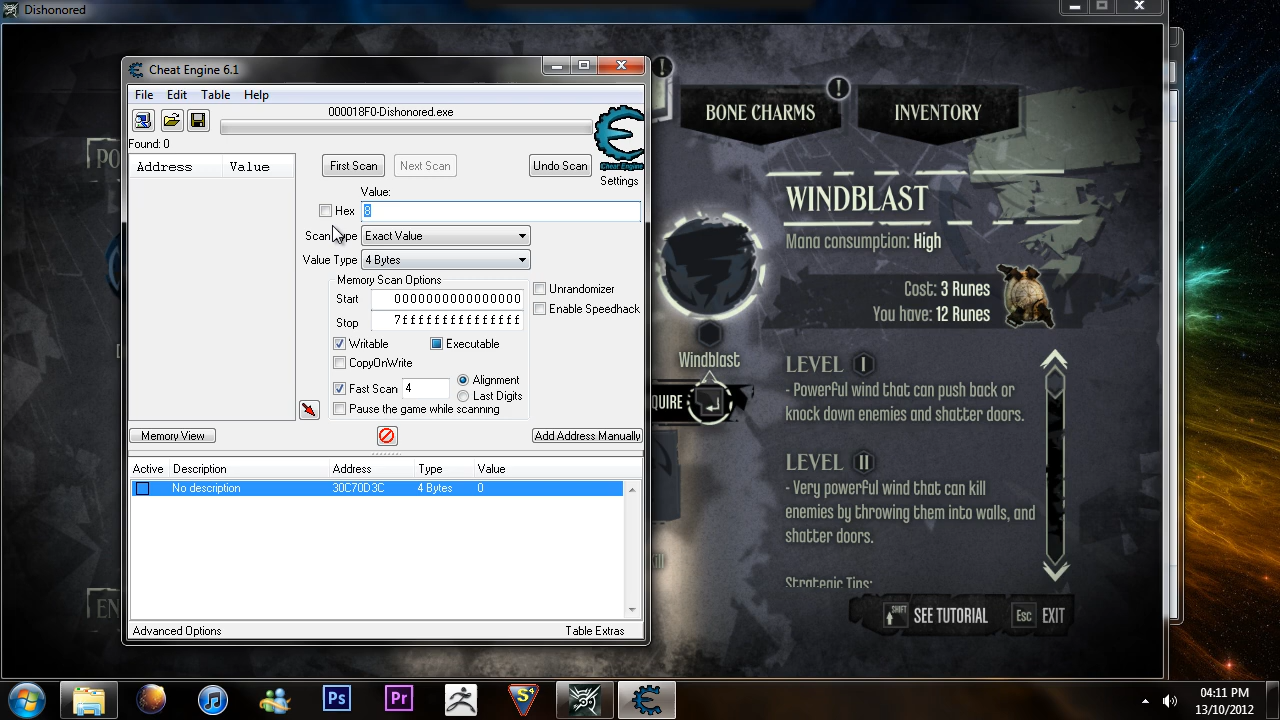 Dishonored
Cheat Engine 6.1
File Edit Table Help
000018F0-Dishonored.exe
Found: 0
Address Value
First Scan Next Scan Undo Scan
Cheat Engine
Settings
Value:
Hex 8
Scan Type Exact Value
Value Type 4 Bytes
Memory Scan Options
Start 0000000000000000
Stop 7fffffffffffffff
Unrandomizer
Enable Speedhack
Writable Executable
CopyOnWrite
Fast Scan 4 Alignment
Last Digits
Pause the game while scanning
Memory View Add Address Manually
Active Description Address Type Value
No description 30C70D3C 4 Bytes 0
Advanced Options Table Extras
PO
EN
BONE CHARMS ! INVENTORY
!
WINDBLAST
Mana consumption: High
Cost: 3 Runes
You have: 12 Runes
Windblast
QUIRE
LEVEL I
- Powerful wind that can push back or
knock down enemies and shatter doors.
LEVEL II
- Very powerful wind that can kill
enemies by throwing them into walls, and
shatter doors.
Strategic Tips:
SHIFT SEE TUTORIAL Esc EXIT
Ps Pr S
04:11 PM
13/10/2012